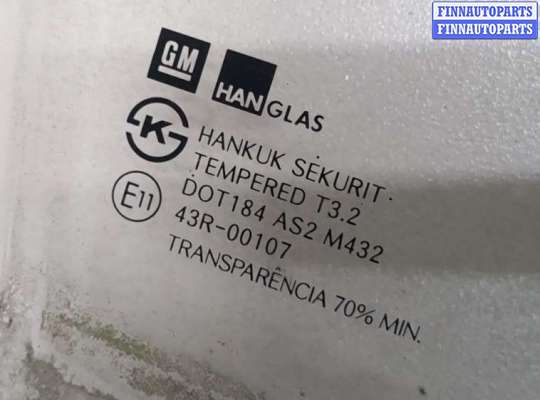 FINNAUTOPARTS
FINNAUTOPARTS
GM
HANGLAS
K
HANKUK SEKURIT
TEMPERED T3.2
DOT184 AS2 M432
E11
43R-00107
TRANSPARÊNCIA 70% MIN.